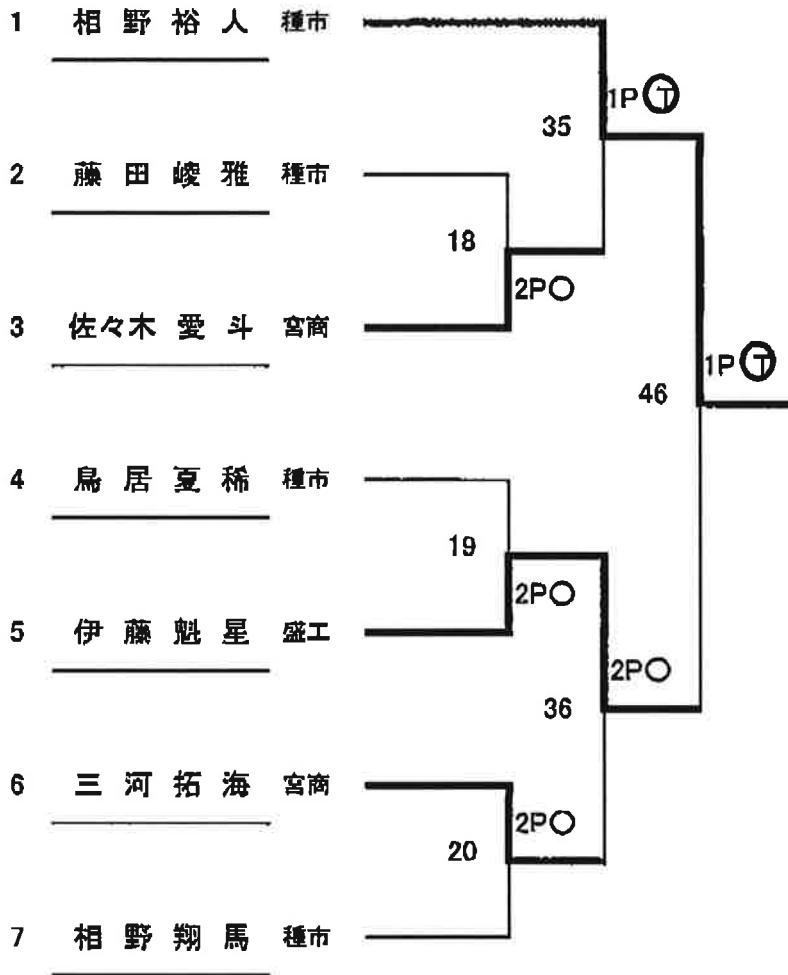 1 相野裕人 種市
1P Ⓣ
35
2 藤田崚雅 種市
18
2P○
3 佐々木愛斗 宮商
1P Ⓣ
46
4 鳥居夏稀 種市
19
2P○
5 伊藤魁星 盛工
2P○
36
6 三河拓海 宮商
2P○
20
7 相野翔馬 種市